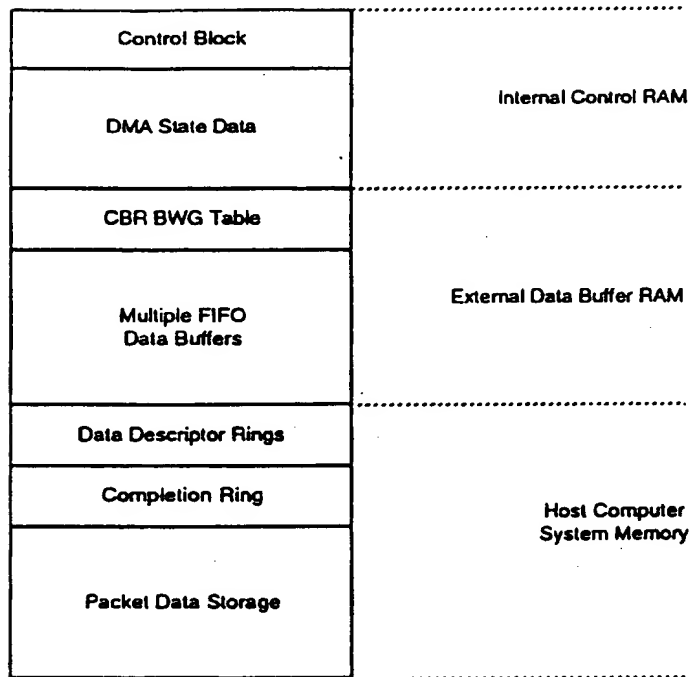 Control Block
Internal Control RAM
DMA State Data
CBR BWG Table
External Data Buffer RAM
Multiple FIFO
Data Buffers
Data Descriptor Rings
Completion Ring
Host Computer
System Memory
Packet Data Storage